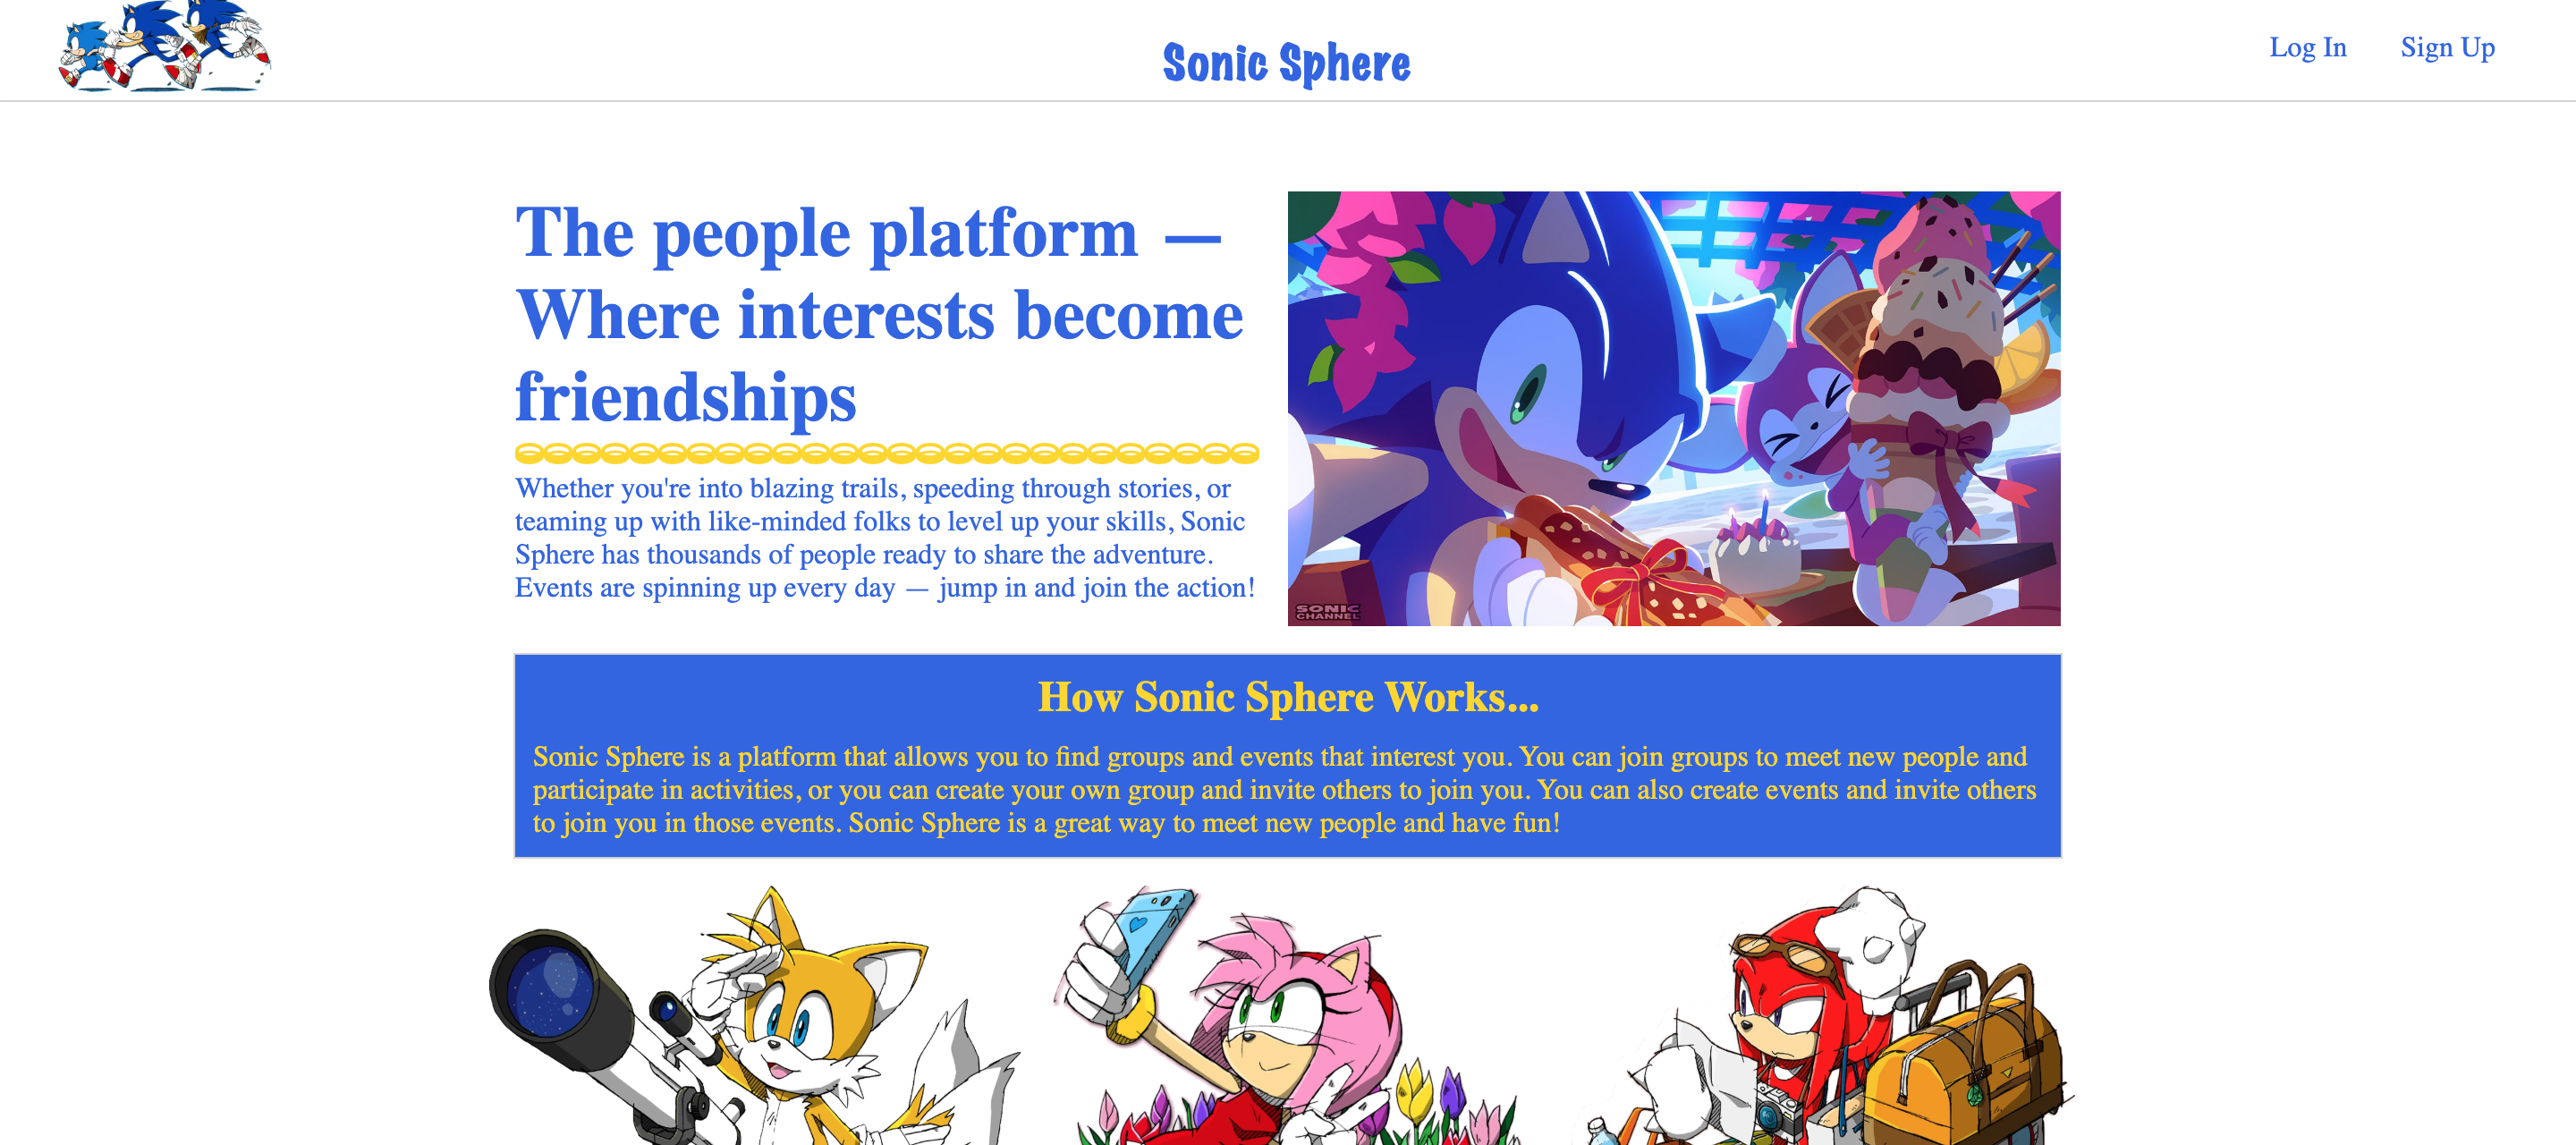 Sonic Sphere
Log In
Sign Up
The people platform —
Where interests become
friendships
Whether you're into blazing trails, speeding through stories, or
teaming up with like-minded folks to level up your skills, Sonic
Sphere has thousands of people ready to share the adventure.
Events are spinning up every day — jump in and join the action!
SONIC
CHANNEL
How Sonic Sphere Works...
Sonic Sphere is a platform that allows you to find groups and events that interest you. You can join groups to meet new people and
participate in activities, or you can create your own group and invite others to join you. You can also create events and invite others
to join you in those events. Sonic Sphere is a great way to meet new people and have fun!